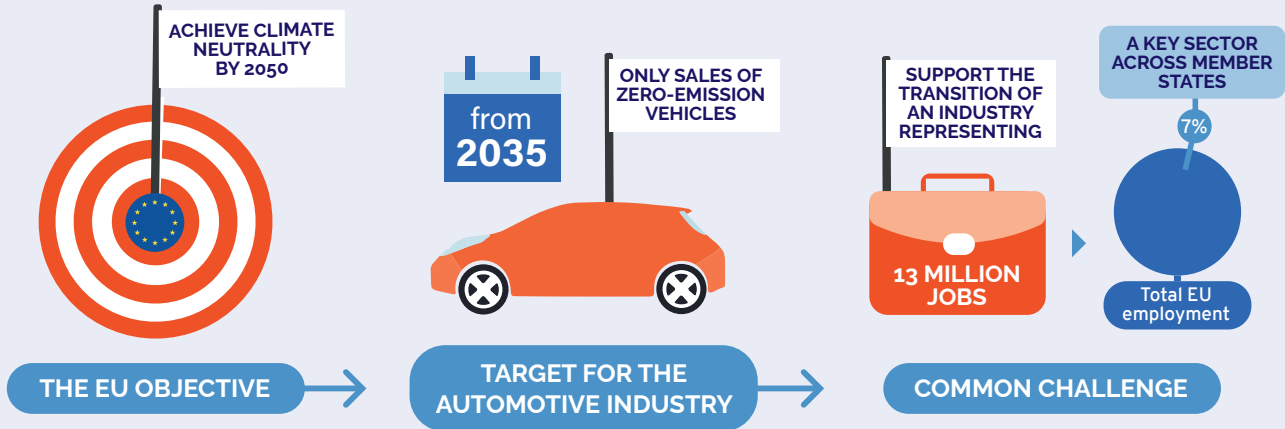 ACHIEVE CLIMATE
NEUTRALITY
BY 2050
THE EU OBJECTIVE
from
2035
ONLY SALES OF
ZERO-EMISSION
VEHICLES
TARGET FOR THE
AUTOMOTIVE INDUSTRY
SUPPORT THE
TRANSITION OF
AN INDUSTRY
REPRESENTING
13 MILLION
JOBS
A KEY SECTOR
ACROSS MEMBER
STATES
7%
Total EU
employment
COMMON CHALLENGE